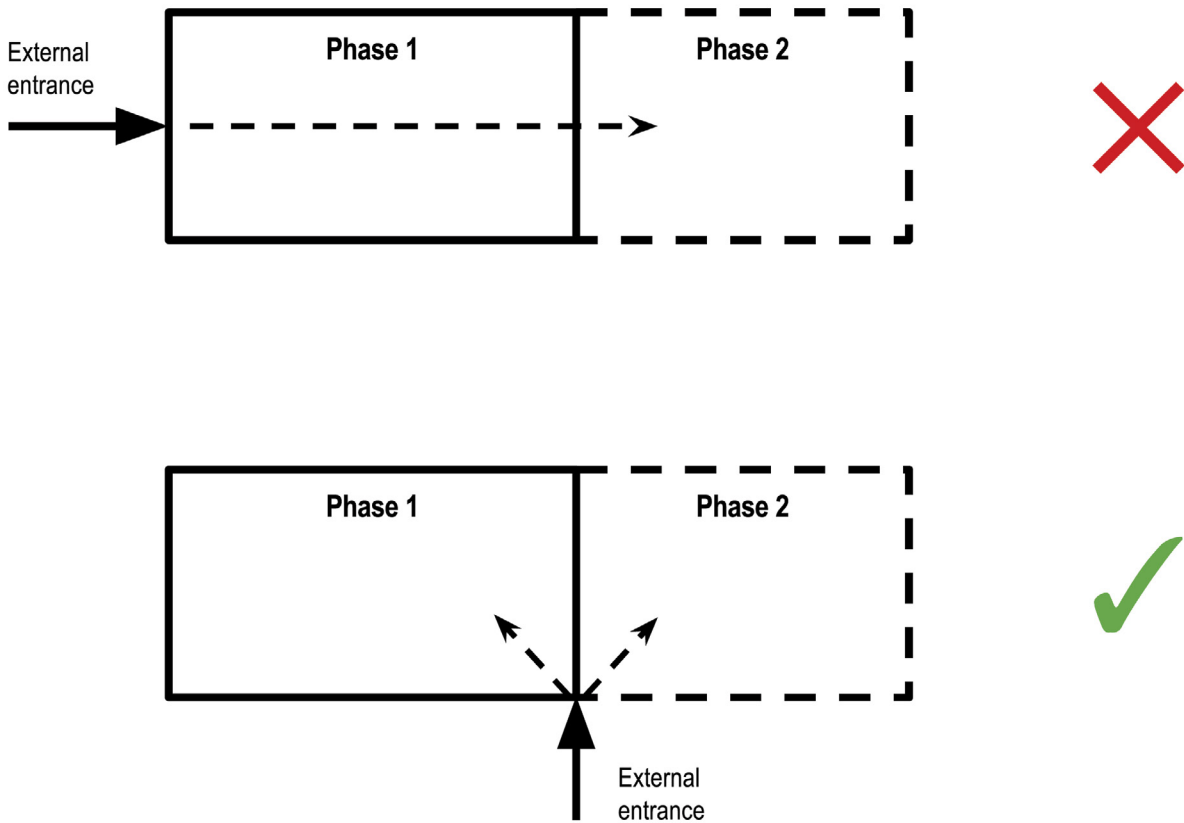 Phase 1
Phase 2
External
entrance
Phase 1
Phase 2
External
entrance